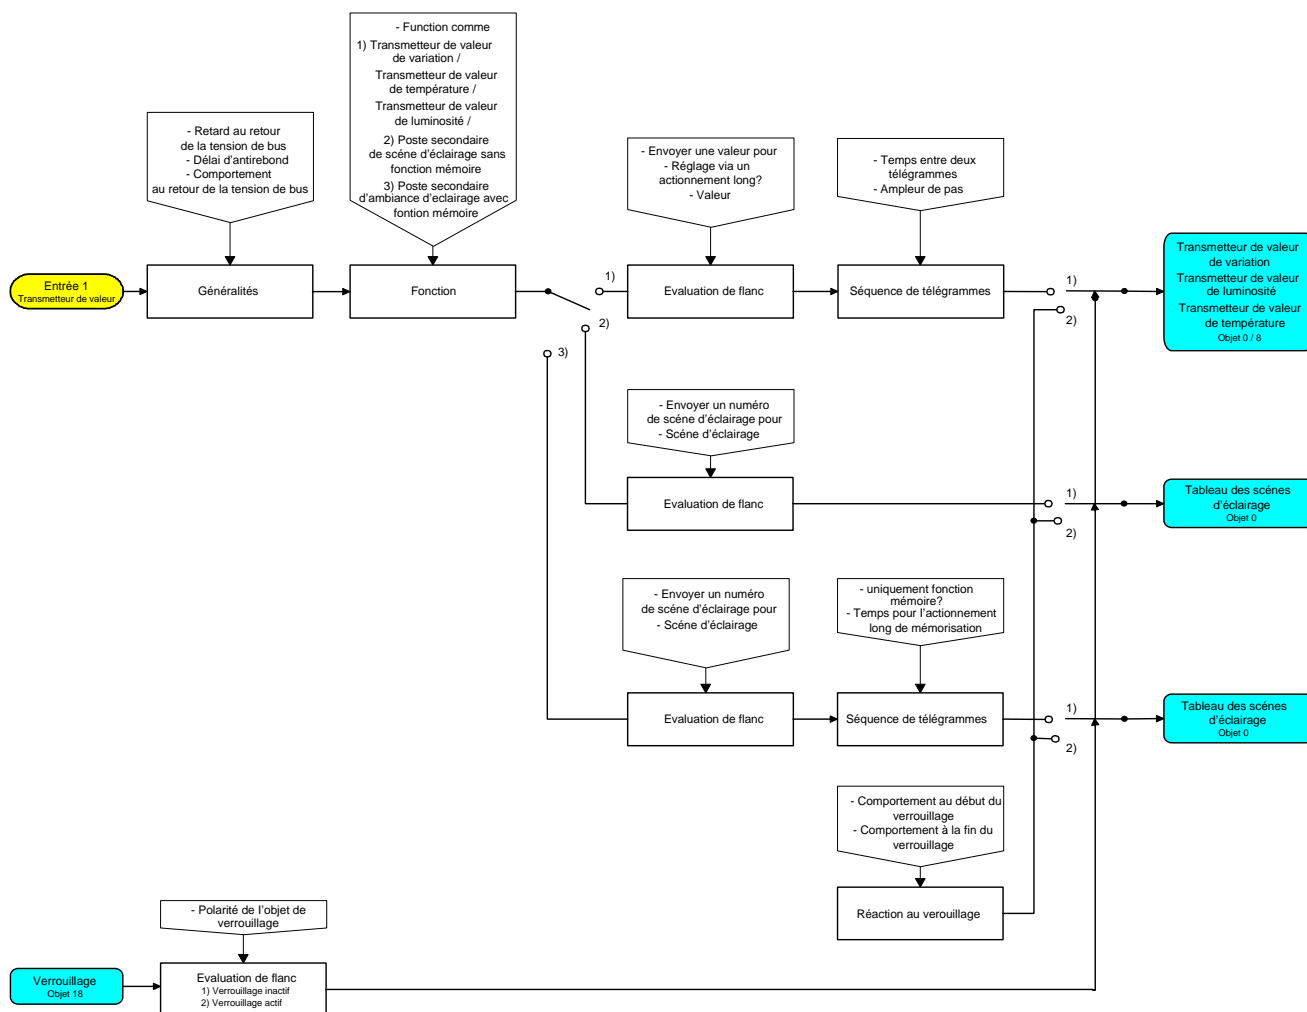 - Function comme
1) Transmetteur de valeur
de variation /
Transmetteur de valeur
de température /
Transmetteur de valeur
de luminosité /
2) Poste secondaire
de scéne d'éclairage sans
fonction mémoire
3) Poste secondaire
d'ambiance d'eclairage avec
fontion mémoire
- Retard au retour
de la tension de bus
- Délai d'antirebond
- Comportement
au retour de la tension de bus
- Envoyer une valeur pour
- Réglage via un
actionnement long?
- Valeur
- Temps entre deux
télégrammes
- Ampleur de pas
Entrée 1
Transmetteur de valeur
Généralités
Fonction
1)
2)
3)
Evaluation de flanc
Séquence de télégrammes
1)
2)
Transmetteur de valeur
de variation
Transmetteur de valeur
de luminosité
Transmetteur de valeur
de température
Objet 0 / 8
- Envoyer un numéro
de scéne d'éclairage pour
- Scéne d'éclairage
Evaluation de flanc
1)
2)
Tableau des scénes
d'éclairage
Objet 0
- Envoyer un numéro
de scéne d'éclairage pour
- Scéne d'éclairage
- uniquement fonction
mémoire?
- Temps pour l'actionnement
long de mémorisation
Evaluation de flanc
Séquence de télégrammes
1)
2)
Tableau des scénes
d'éclairage
Objet 0
- Comportement au début du
verrouillage
- Comportement à la fin du
verrouillage
Réaction au verouillage
- Polarité de l'objet de
verrouillage
Verrouillage
Objet 18
Evaluation de flanc
1) Verrouillage inactif
2) Verrouillage actif